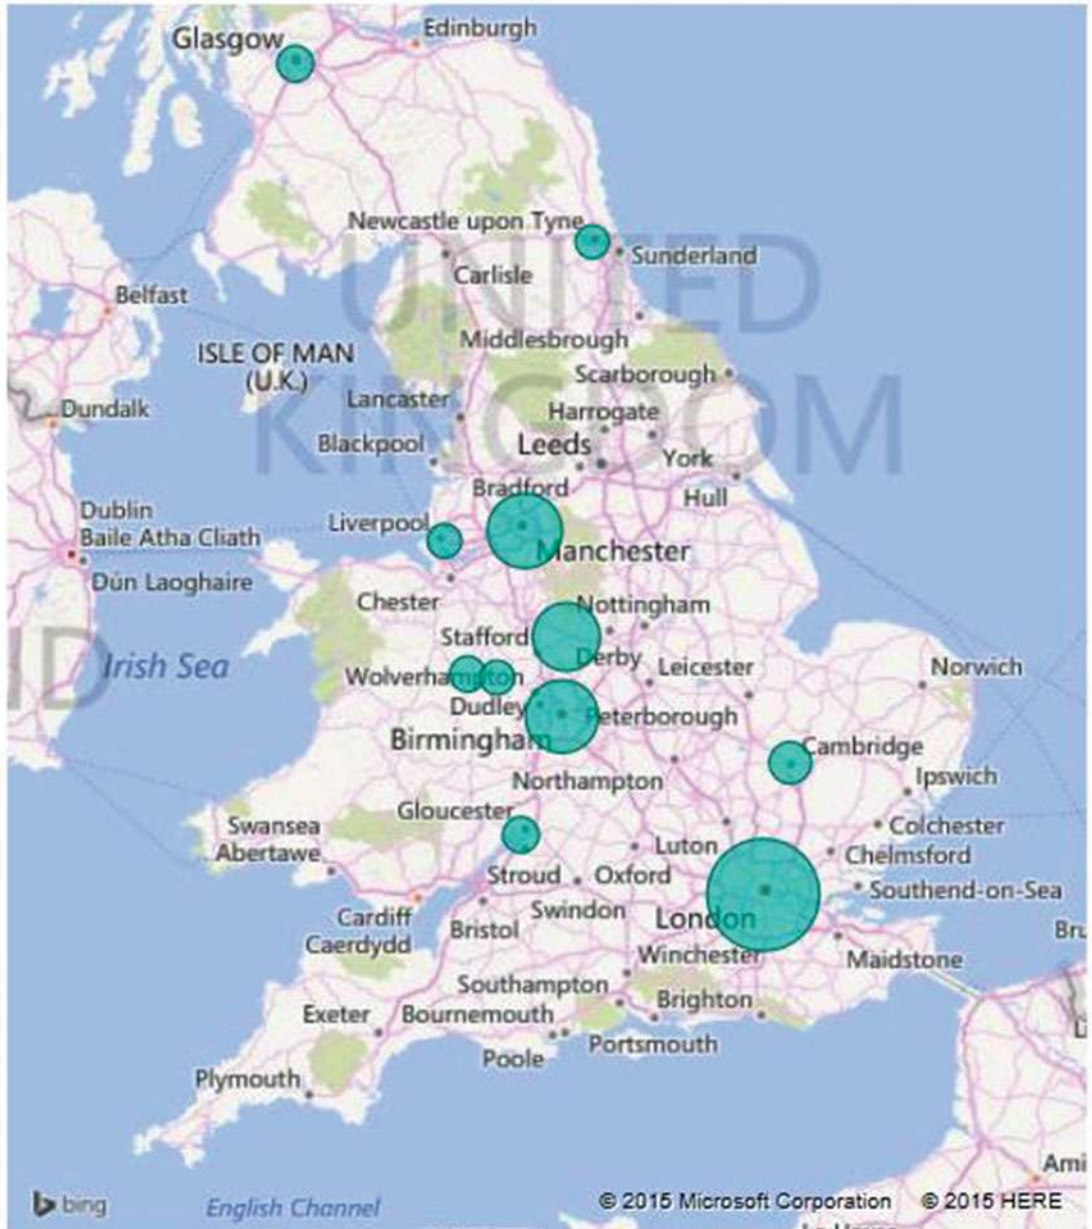 Edinburgh
Glasgow
Newcastle upon Tyne
Sunderland
Carlisle
Belfast
UNITED
KINGDOM
Middlesbrough
ISLE OF MAN
(U.K.)
Scarborough
Lancaster
Harrogate
Dundalk
Blackpool
Leeds
York
Bradford
Hull
Dublin
Baile Atha Cliath
Liverpool
Manchester
Dún Laoghaire
Chester
Nottingham
Stafford
Derby
Leicester
Norwich
ID
Irish Sea
Wolverhampton
Dudley
Peterborough
Birmingham
Cambridge
Northampton
Ipswich
Gloucester
Swansea
Abertawe
Luton
Colchester
Chelmsford
Stroud
Oxford
Southend-on-Sea
Swindon
London
Cardiff
Caerdydd
Bristol
Bru
Winchester
Maidstone
Southampton
Brighton
Exeter
Bournemouth
Portsmouth
Poole
Plymouth
Ami
bing
English Channel
© 2015 Microsoft Corporation © 2015 HERE